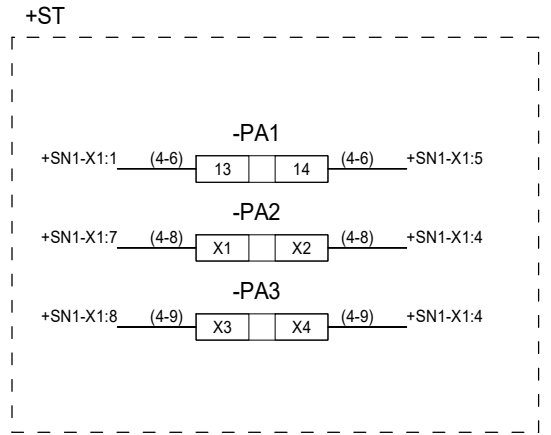 +ST
-PA1
+SN1-X1:1 (4-6) 13 14 (4-6) +SN1-X1:5
-PA2
+SN1-X1:7 (4-8) X1 X2 (4-8) +SN1-X1:4
-PA3
+SN1-X1:8 (4-9) X3 X4 (4-9) +SN1-X1:4